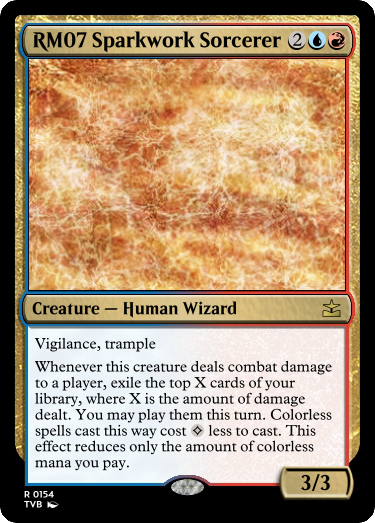 RM07 Sparkwork Sorcerer 2
Creature — Human Wizard
Vigilance, trample
Whenever this creature deals combat damage
to a player, exile the top X cards of your
library, where X is the amount of damage
dealt. You may play them this turn. Colorless
spells cast this way cost less to cast. This
effect reduces only the amount of colorless
mana you pay.
3/3
R 0154
TVB